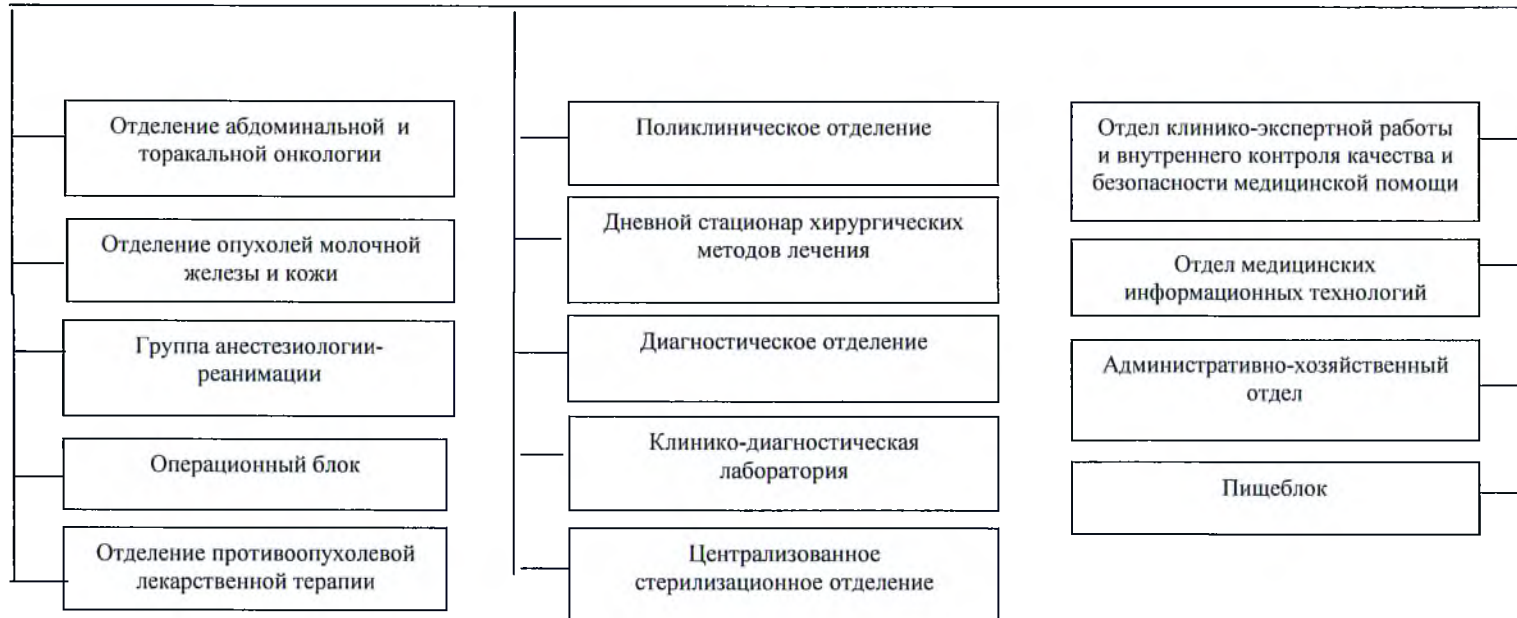 Отделение абдоминальной и
торакальной онкологии
Отделение опухолей молочной
железы и кожи
Группа анестезиологии-
реанимации
Операционный блок
Отделение противоопухолевой
лекарственной терапии
Поликлиническое отделение
Дневной стационар хирургических
методов лечения
Диагностическое отделение
Клинико-диагностическая
лаборатория
Централизованное
стерилизационное отделение
Отдел клинико-экспертной работы
и внутреннего контроля качества и
безопасности медицинской помощи
Отдел медицинских
информационных технологий
Административно-хозяйственный
отдел
Пищеблок